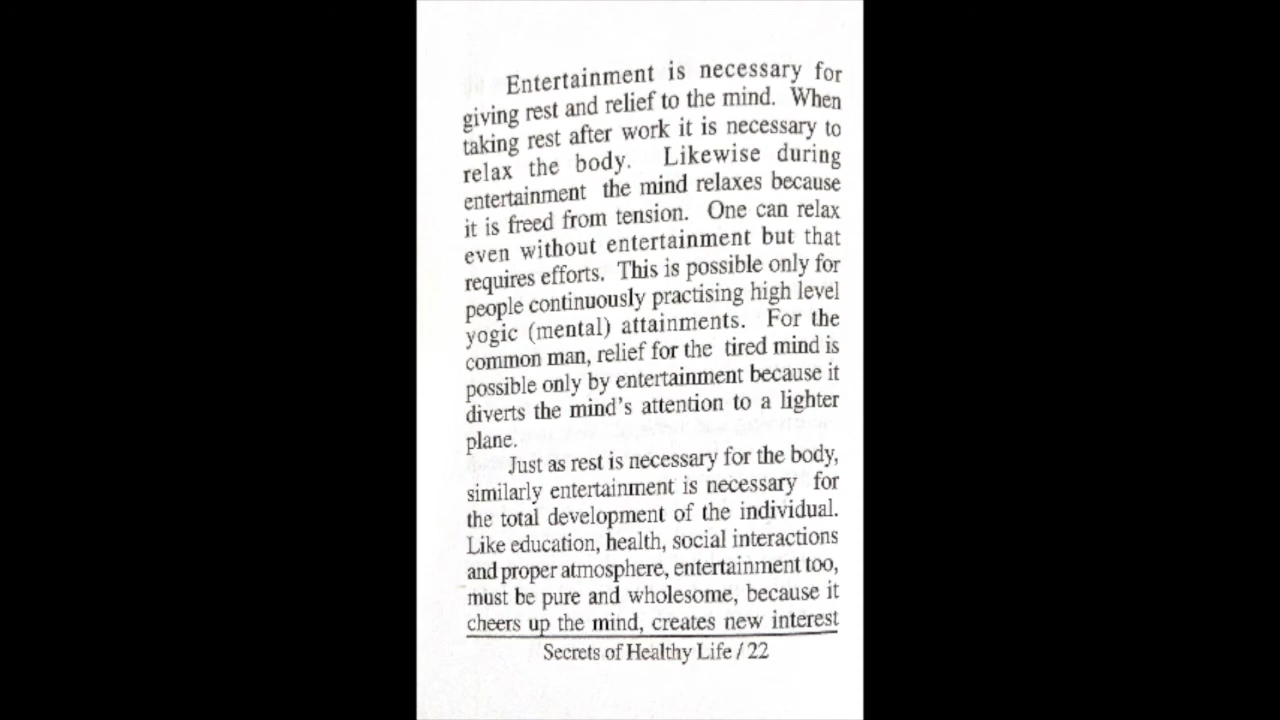 Entertainment is necessary for
giving rest and relief to the mind. When
taking rest after work it is necessary to
relax the body. Likewise during
entertainment the mind relaxes because
it is freed from tension. One can relax
even without entertainment but that
requires efforts. This is possible only for
people continuously practising high level
yogic (mental) attainments. For the
common man, relief for the tired mind is
possible only by entertainment because it
diverts the mind's attention to a lighter
plane.
Just as rest is necessary for the body,
similarly entertainment is necessary for
the total development of the individual.
Like education, health, social interactions
and proper atmosphere, entertainment too,
must be pure and wholesome, because it
cheers up the mind, creates new interest
Secrets of Healthy Life / 22